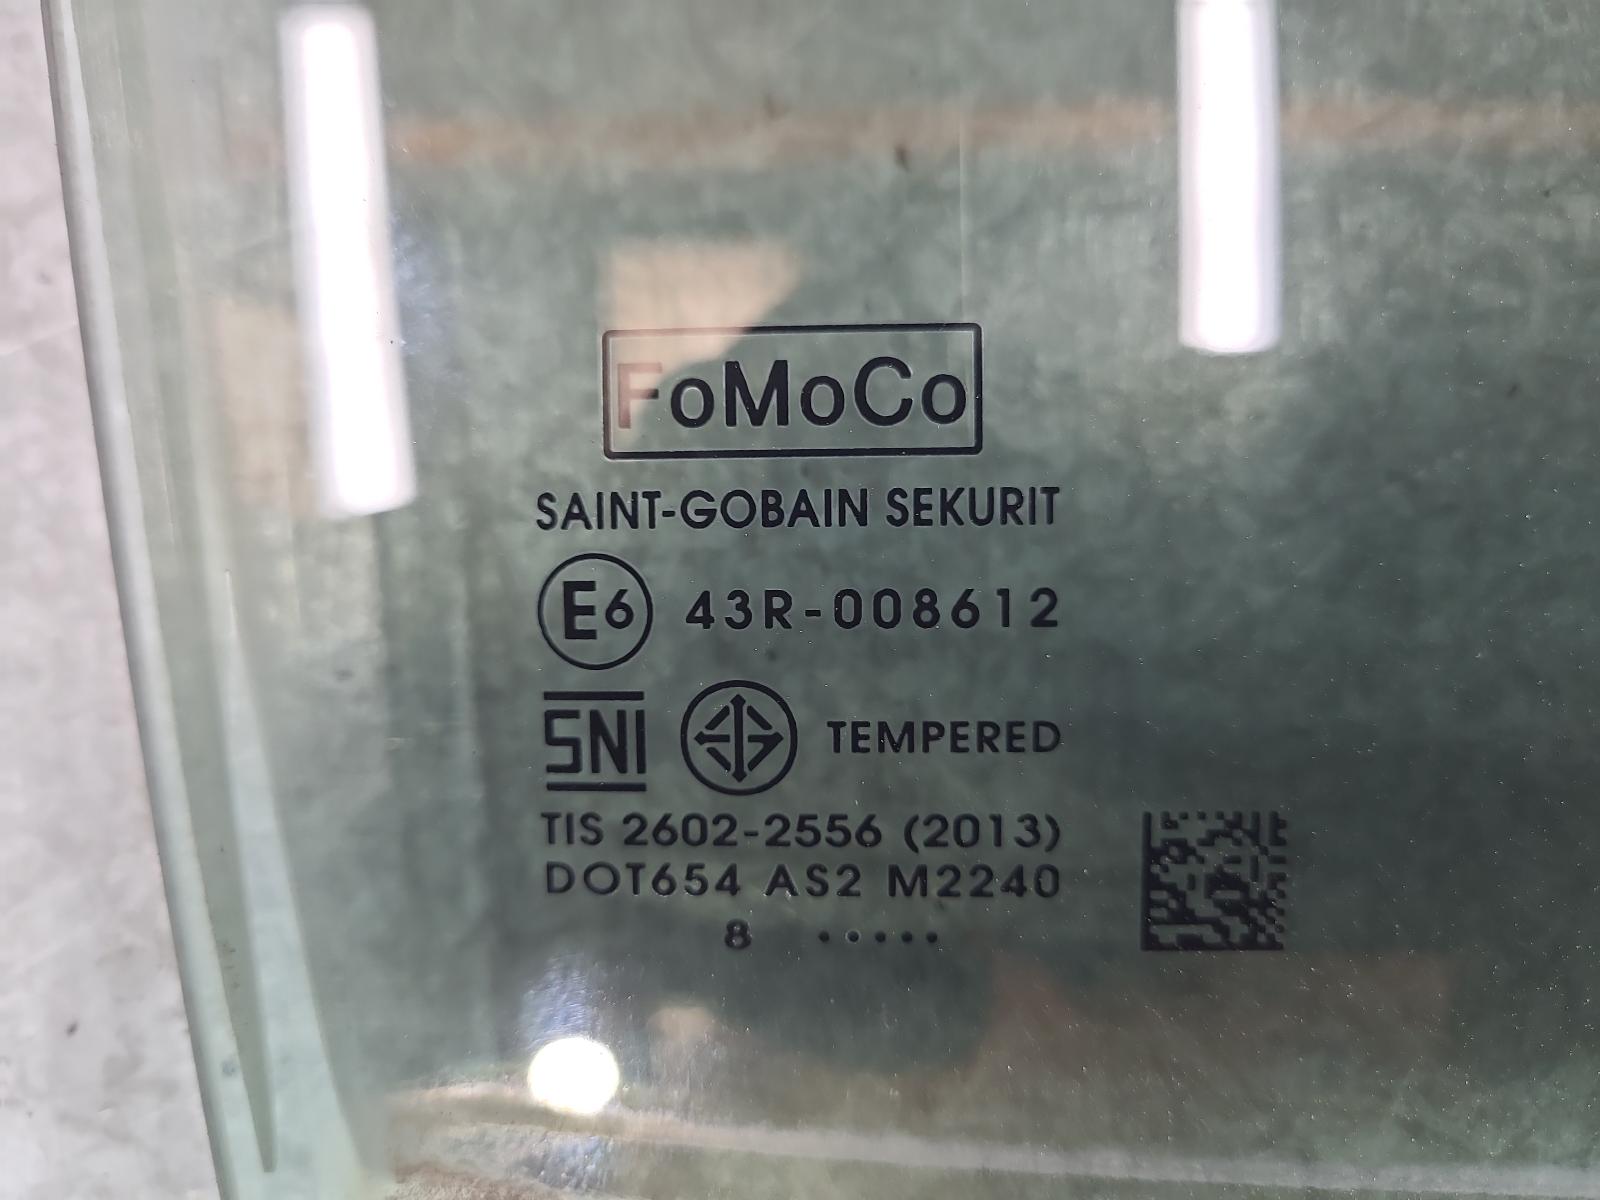 FoMoCo
SAINT-GOBAIN SEKURIT
E6 43R-008612
SNI TEMPERED
TIS 2602-2556 (2013)
DOT654 AS2 M2240
8 .....